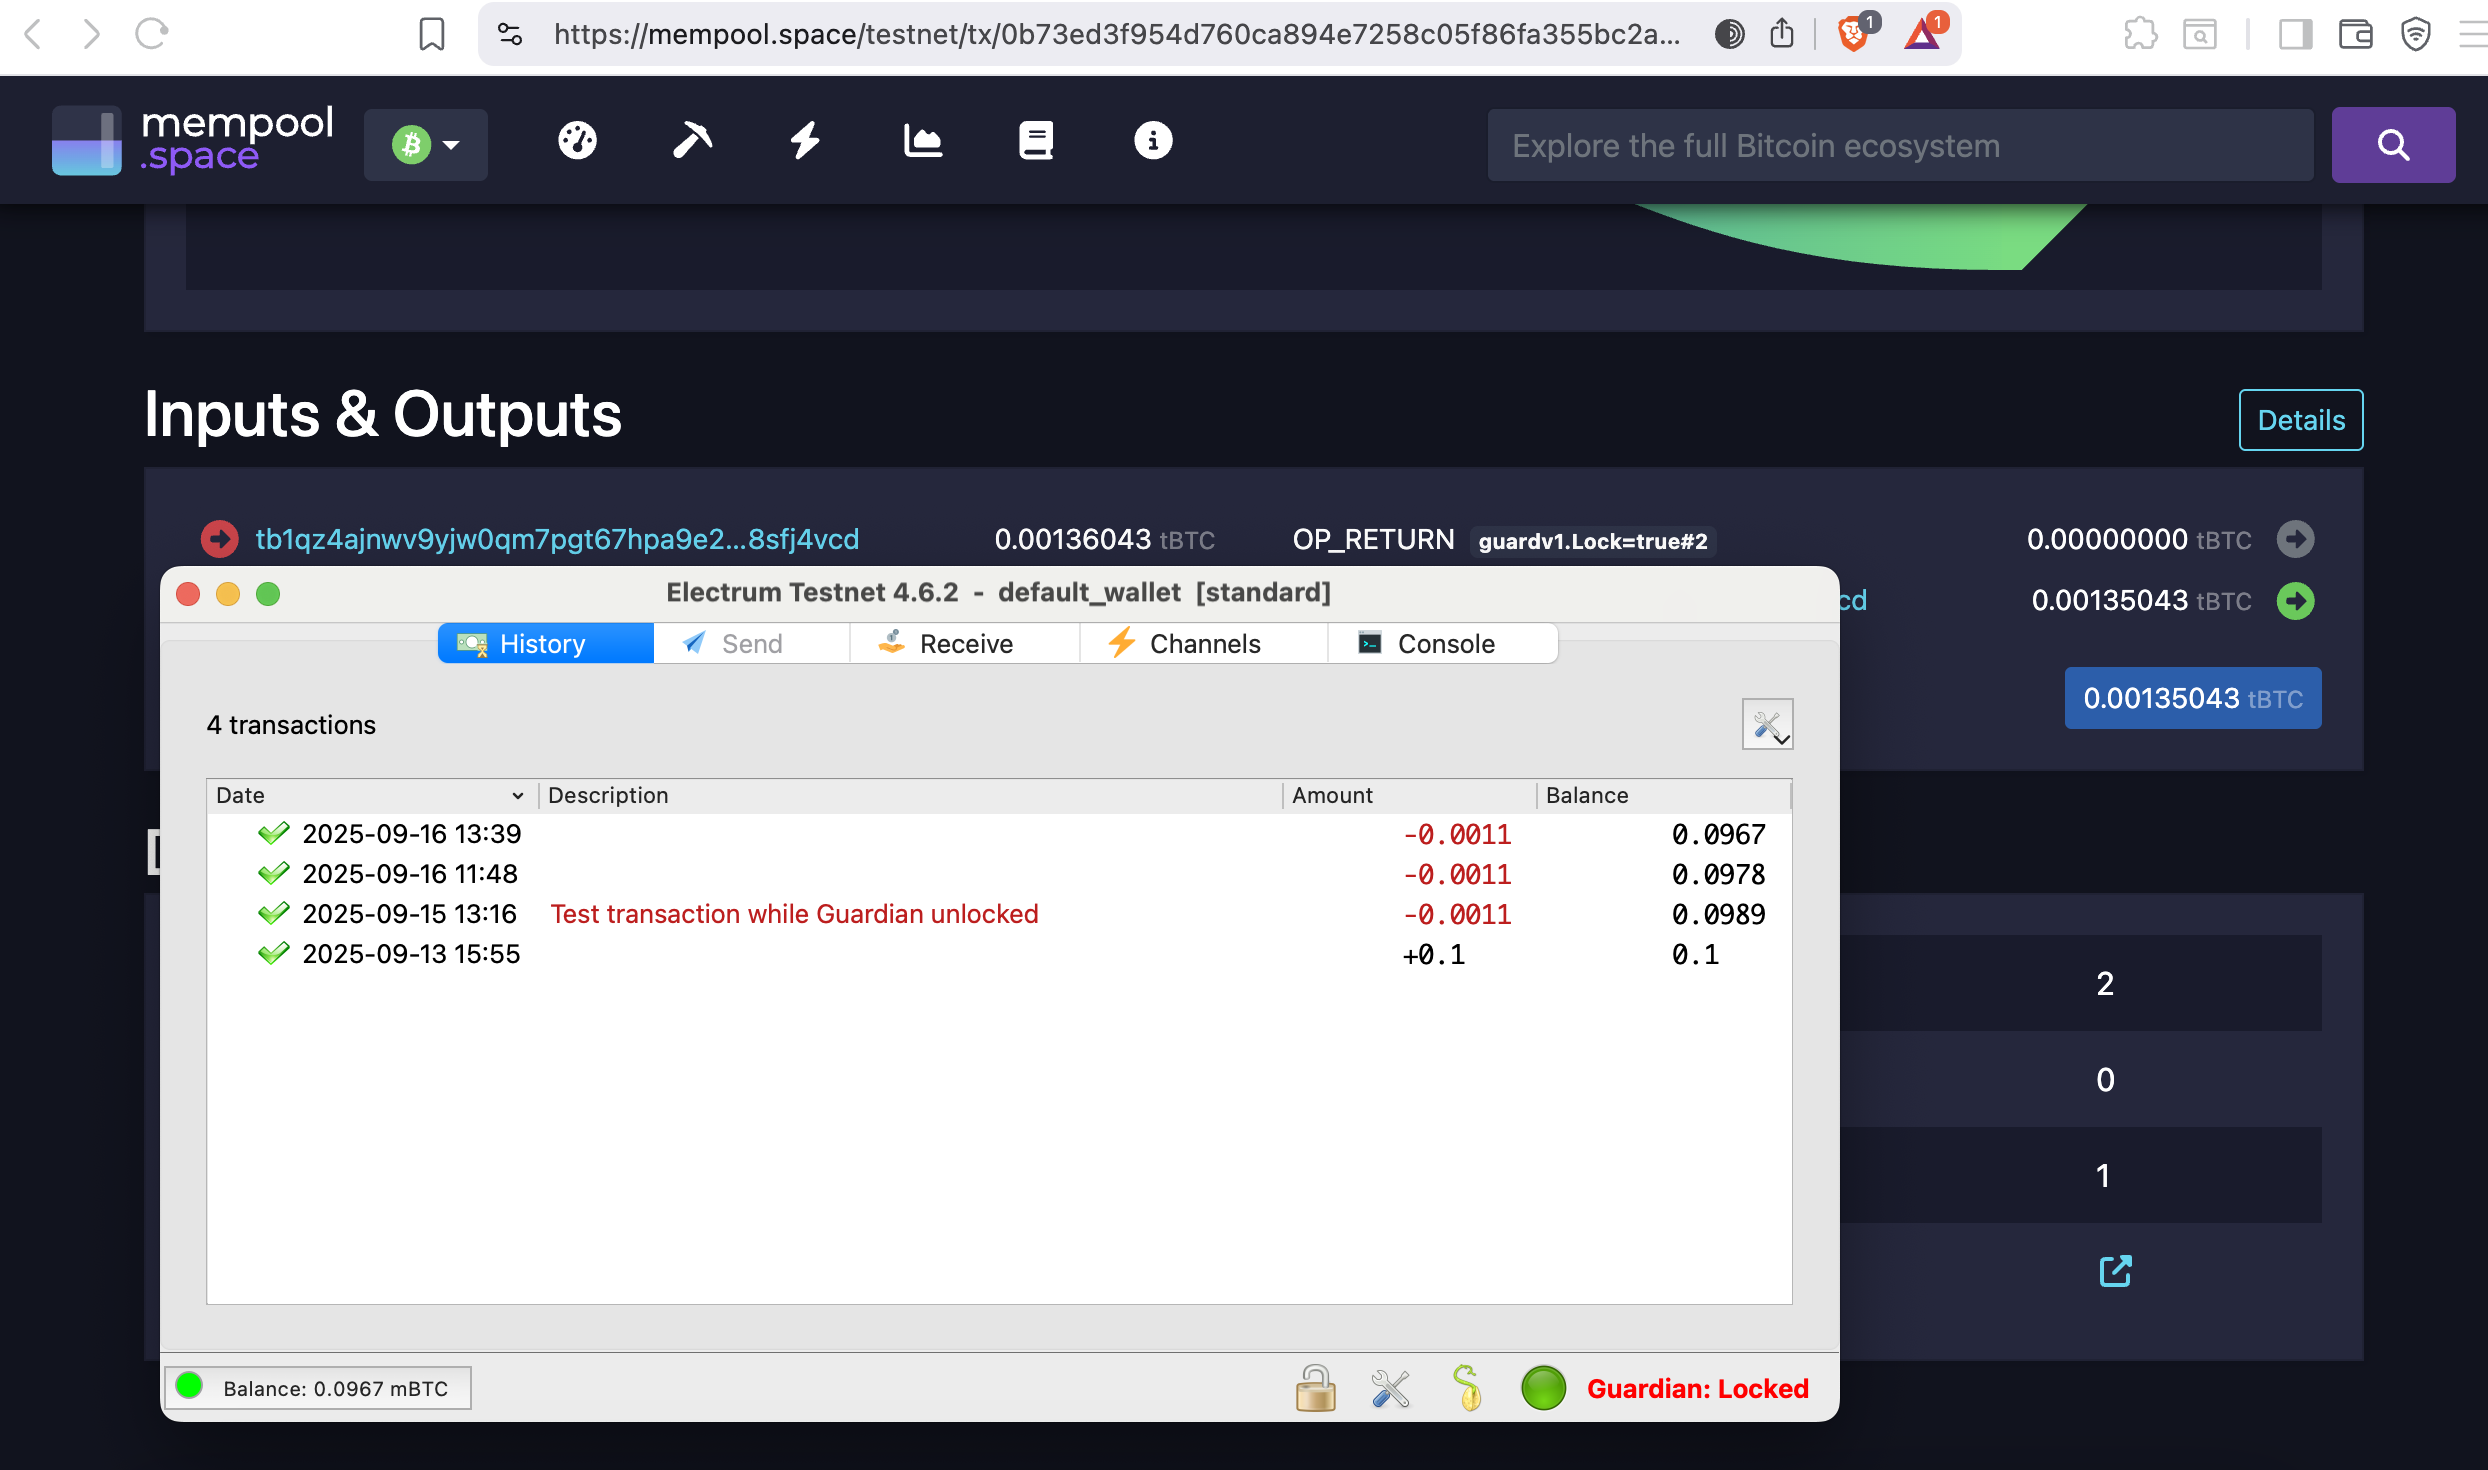 https://mempool.space/testnet/tx/0b73ed3f954d760ca894e7258c05f86fa355bc2a...
1
1
mempool
.space
Explore the full Bitcoin ecosystem
Inputs & Outputs
Details
tb1qz4ajnwv9yjw0qm7pgt67hpa9e2...8sfj4vcd
0.00136043 tBTC
OP_RETURN guardv1.Lock=true#2
0.00000000 tBTC
cd
0.00135043 tBTC
0.00135043 tBTC
Electrum Testnet 4.6.2 - default_wallet [standard]
History
Send
Receive
Channels
Console
4 transactions
Date Description Amount Balance
2025-09-16 13:39 -0.0011 0.0967
2025-09-16 11:48 -0.0011 0.0978
2025-09-15 13:16 Test transaction while Guardian unlocked -0.0011 0.0989
2025-09-13 15:55 +0.1 0.1
2
0
1
Balance: 0.0967 mBTC
Guardian: Locked